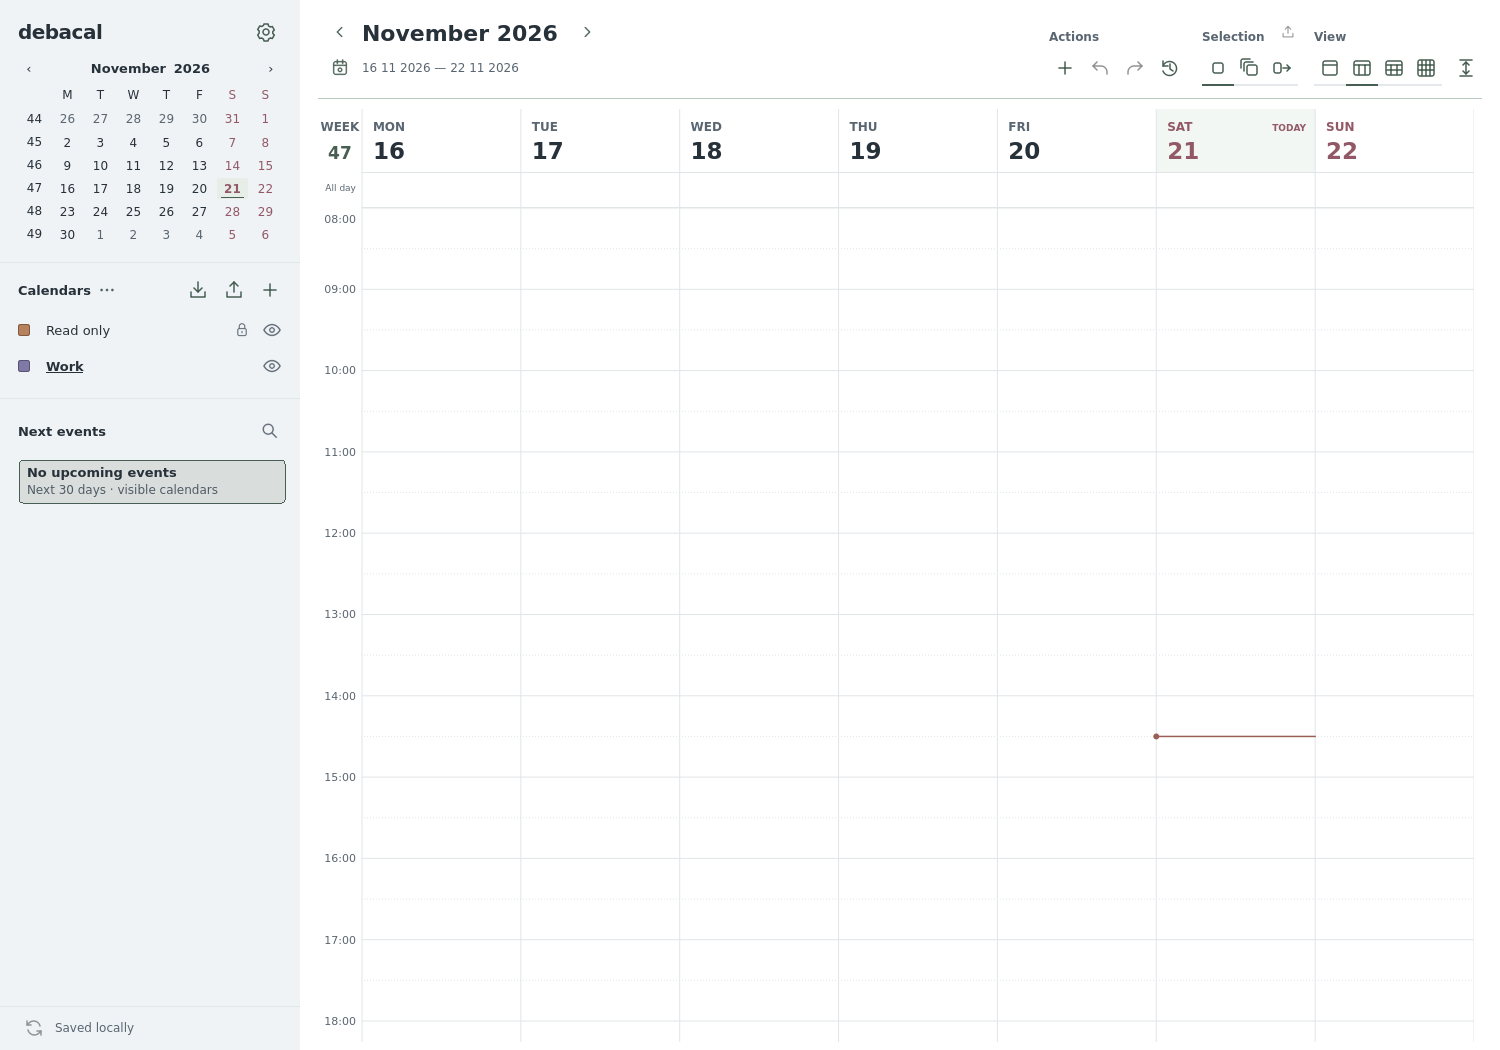 debacal
‹ November 2026 ›
M T W T F S S
44 26 27 28 29 30 31 1
45 2 3 4 5 6 7 8
46 9 10 11 12 13 14 15
47 16 17 18 19 20 21 22
48 23 24 25 26 27 28 29
49 30 1 2 3 4 5 6
Calendars ···
Read only
Work
Next events
No upcoming events
Next 30 days · visible calendars
Saved locally
November 2026
16 11 2026 — 22 11 2026
Actions
Selection
View
WEEK 47
MON 16
TUE 17
WED 18
THU 19
FRI 20
SAT 21 TODAY
SUN 22
All day
08:00
09:00
10:00
11:00
12:00
13:00
14:00
15:00
16:00
17:00
18:00